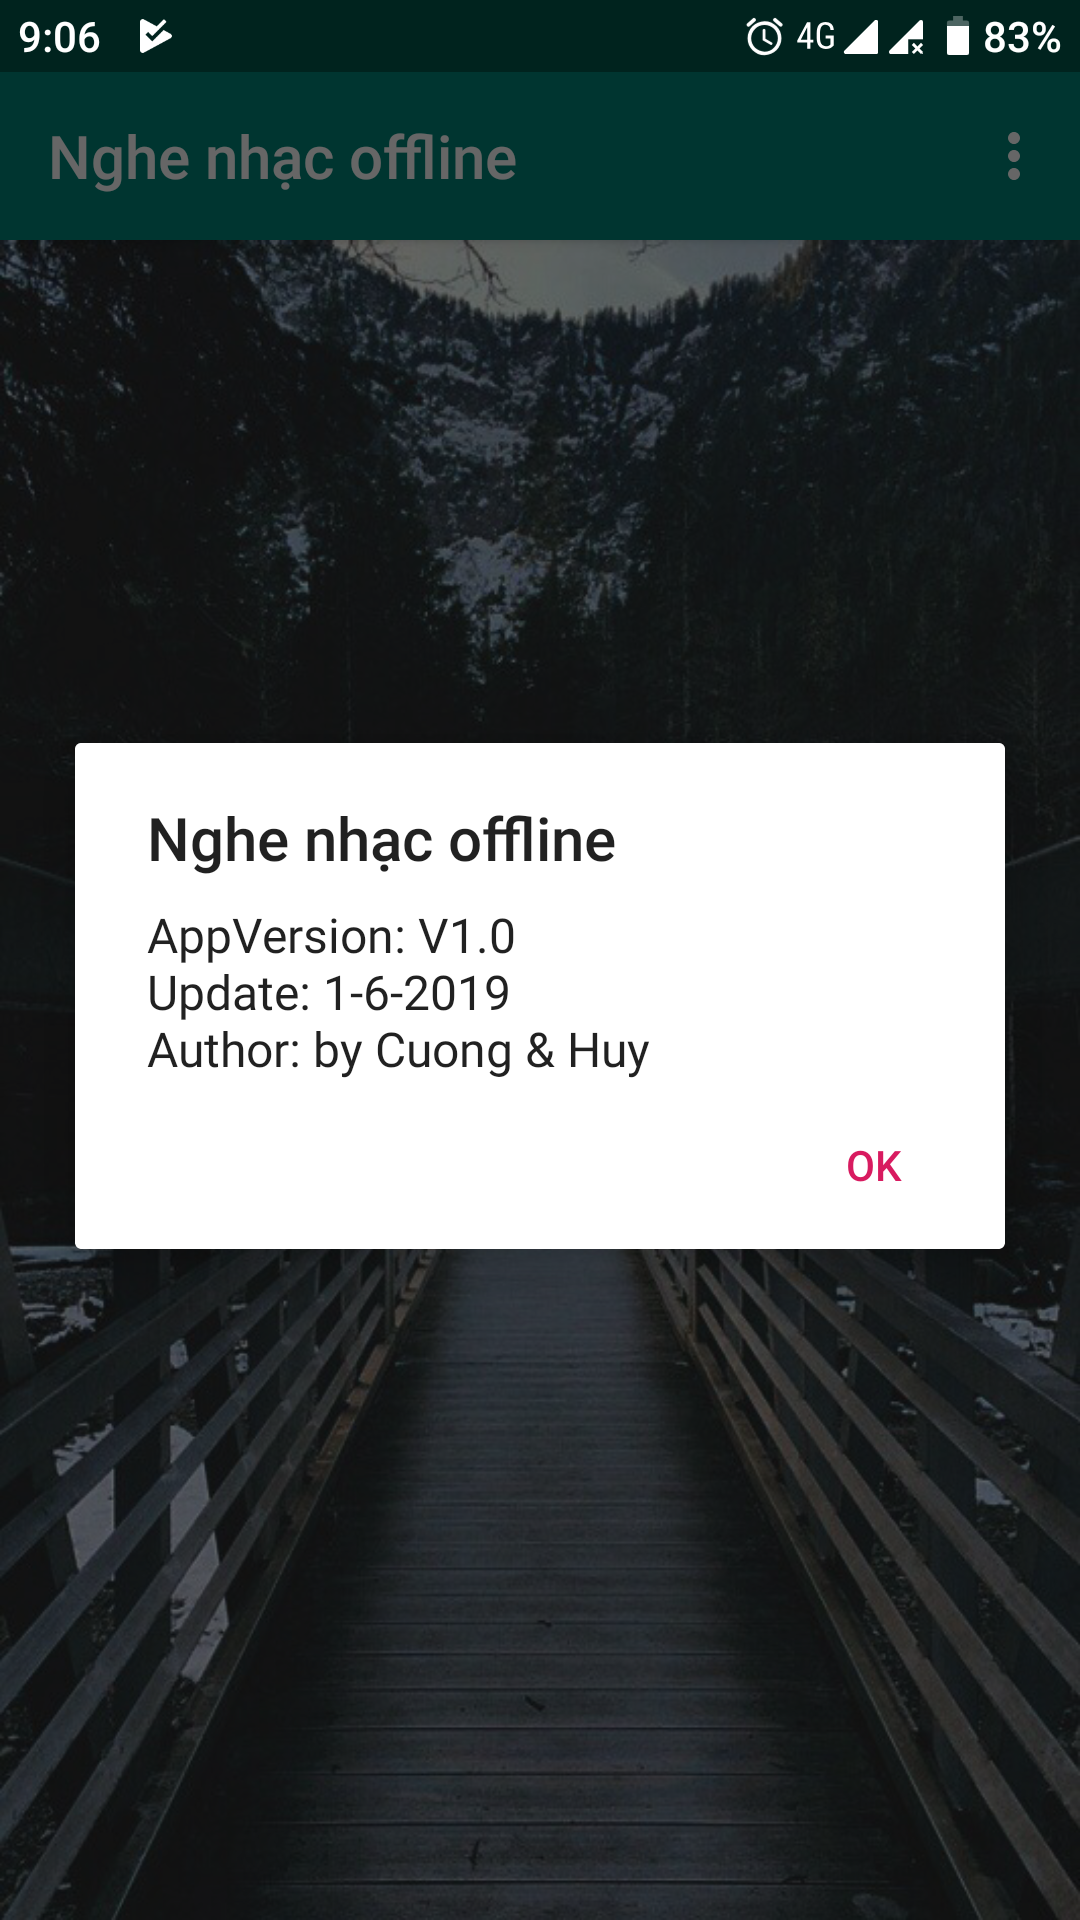 9:06
4G
83%
Nghe nhạc offline
Nghe nhạc offline
AppVersion: V1.0
Update: 1-6-2019
Author: by Cuong & Huy
OK